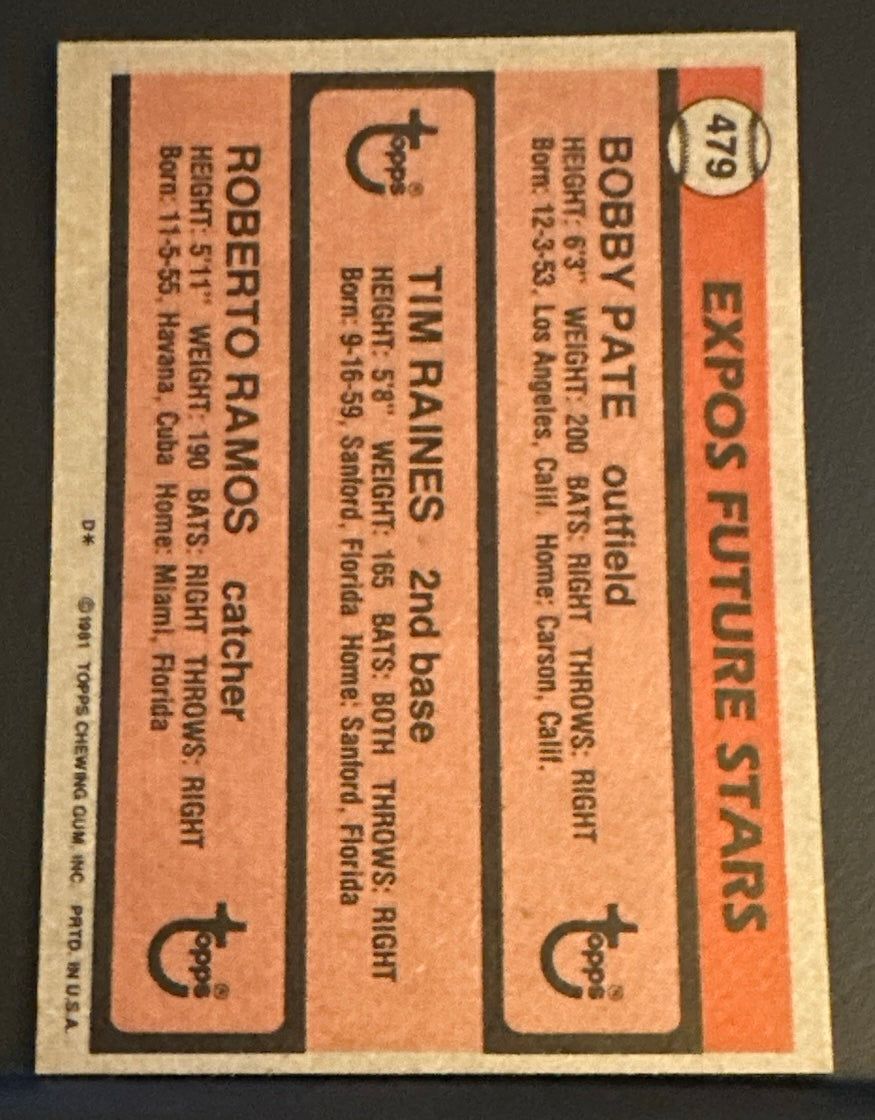 479
EXPOS FUTURE STARS
BOBBY PATE outfield
HEIGHT: 6'3" WEIGHT: 200 BATS: RIGHT THROWS: RIGHT
Born: 12-3-53, Los Angeles, Calif. Home: Carson, Calif.
Topps®
Topps®
TIM RAINES 2nd base
HEIGHT: 5'8" WEIGHT: 165 BATS: BOTH THROWS: RIGHT
Born: 9-16-59, Sanford, Florida Home: Sanford, Florida
ROBERTO RAMOS catcher
HEIGHT: 5'11" WEIGHT: 190 BATS: RIGHT THROWS: RIGHT
Born: 11-5-55, Havana, Cuba Home: Miami, Florida
Topps®
D* ©1981 TOPPS CHEWING GUM, INC. PRTD. IN U.S.A.